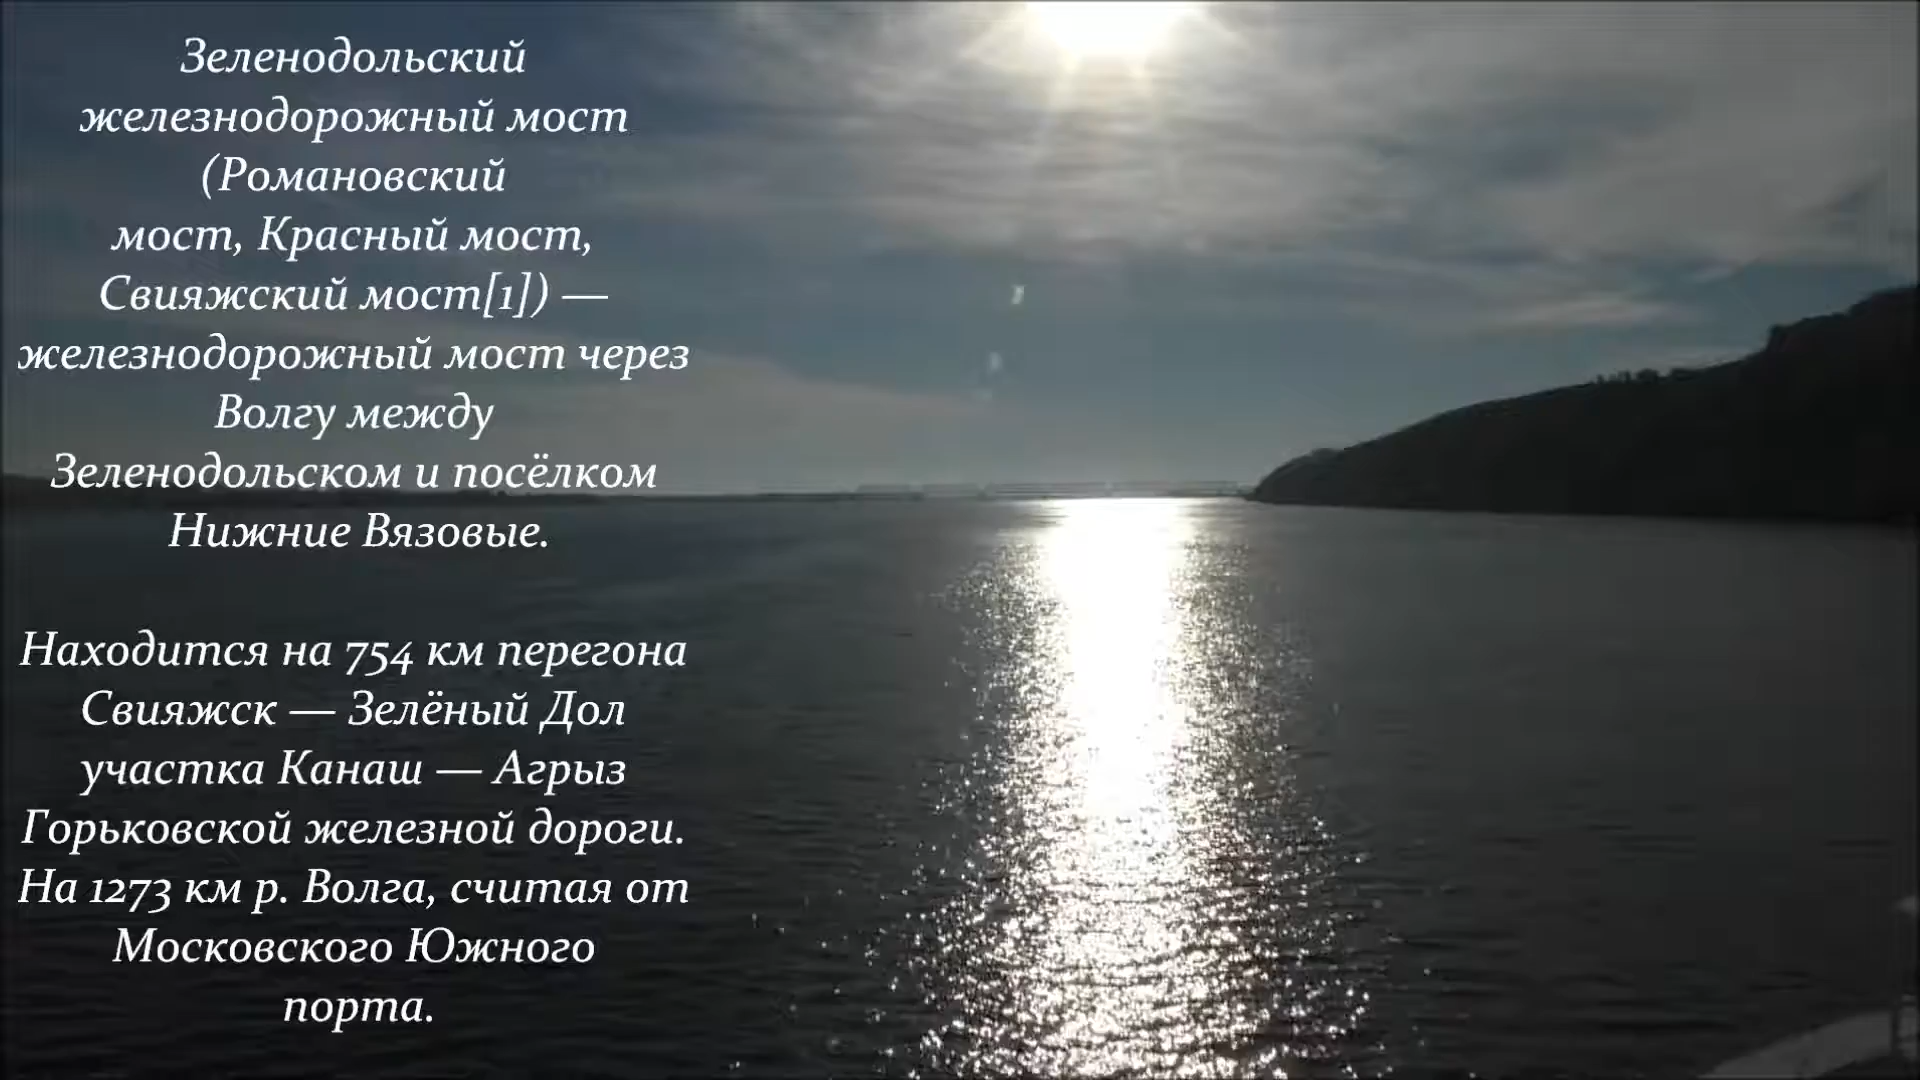 Зеленодольский
железнодорожный мост
(Романовский
мост, Красный мост,
Свияжский мост[1]) —
железнодорожный мост через
Волгу между
Зеленодольском и посёлком
Нижние Вязовые.
Находится на 754 км перегона
Свияжск — Зелёный Дол
участка Канаш — Агрыз
Горьковской железной дороги.
На 1273 км р. Волга, считая от
Московского Южного
порта.